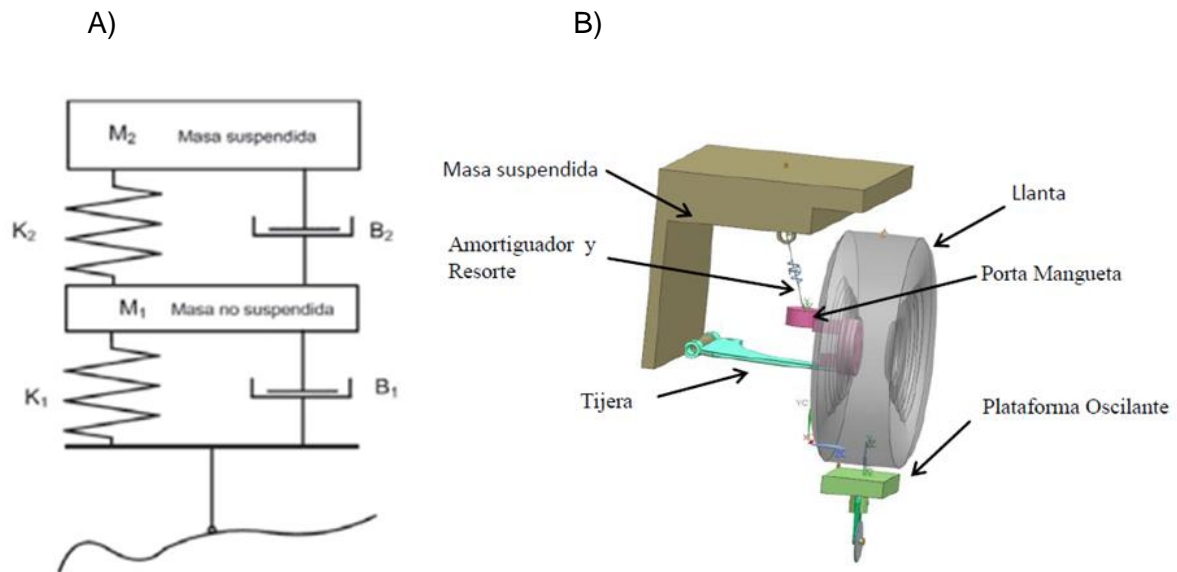 A)
B)
M₂ Masa suspendida
K₂
B₂
M₁ Masa no suspendida
K₁
B₁
Masa suspendida
Llanta
Amortiguador y
Resorte
Porta Mangueta
Tijera
Plataforma Oscilante
YC